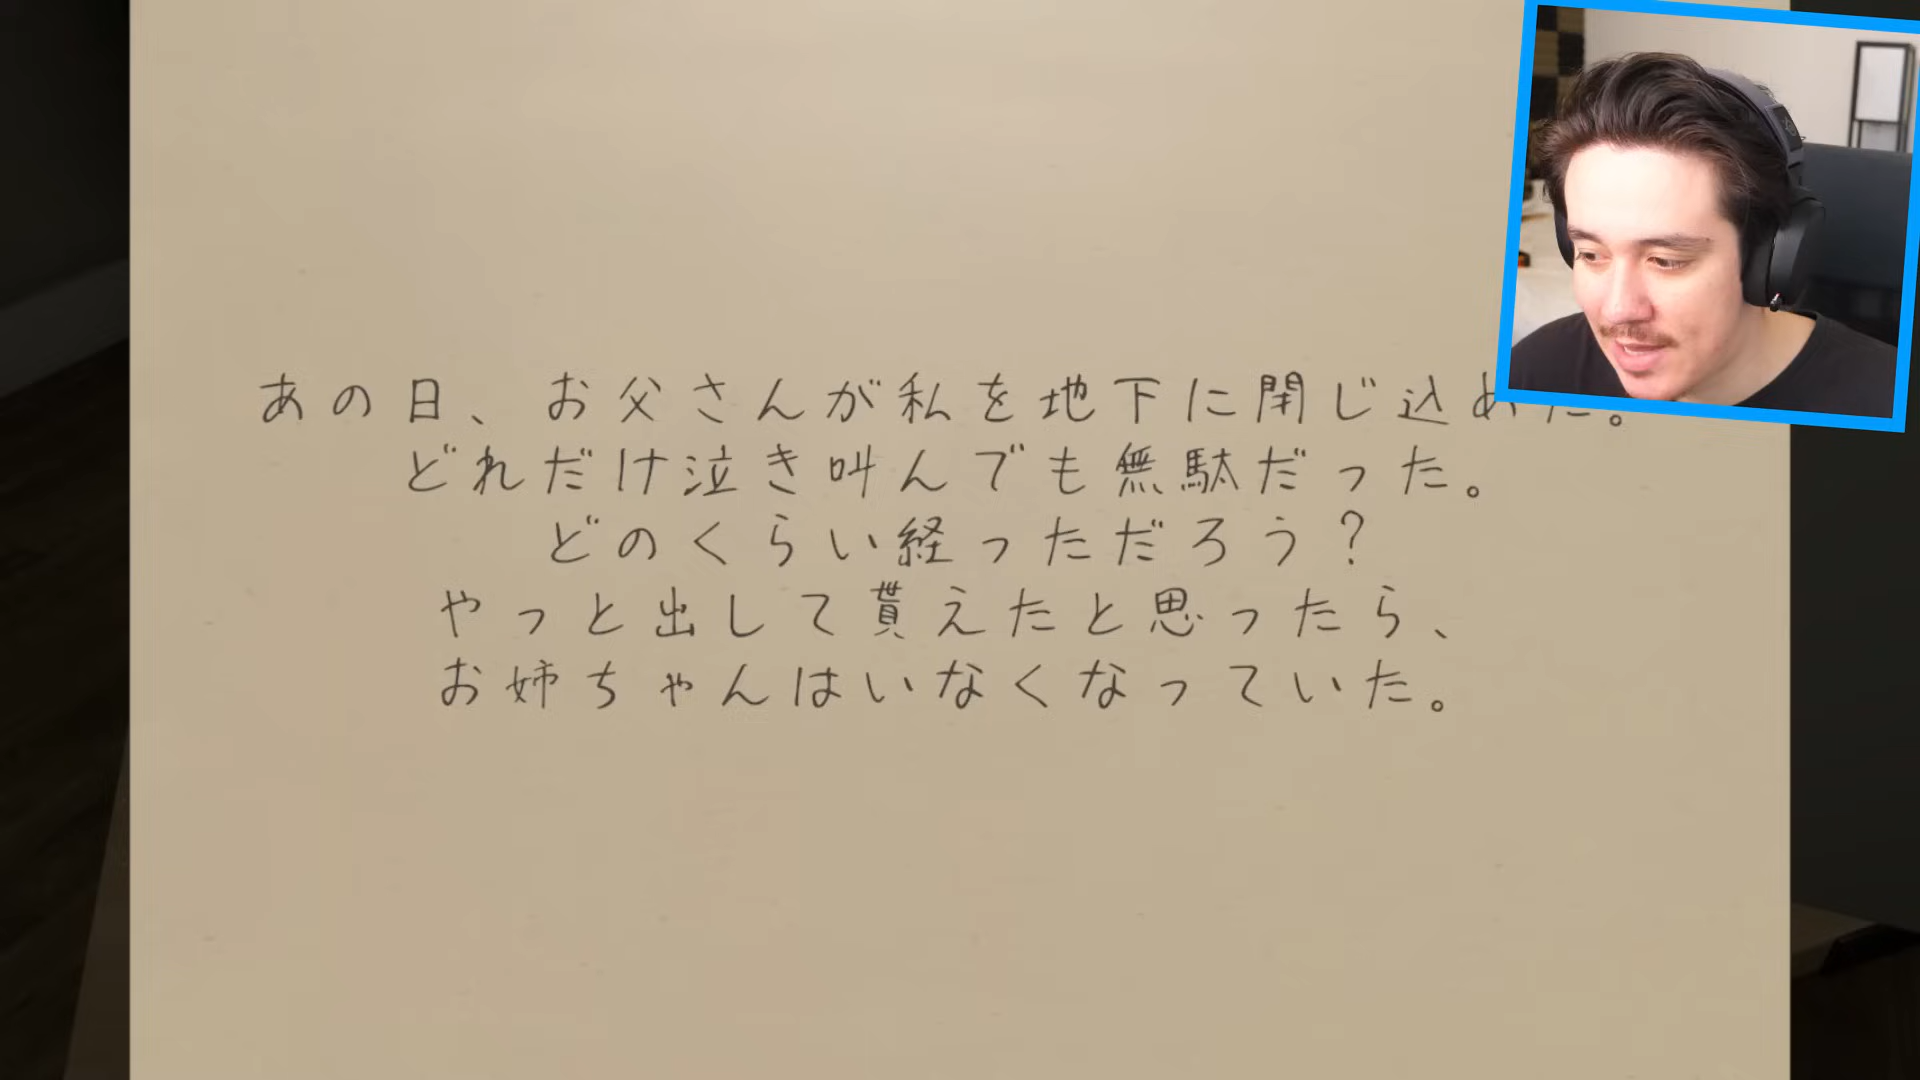 あの日、お父さんが私を地下に閉じ込めた。
どれだけ泣き叫んでも無駄だった。
どのくらい経っただろう？
やっと出して貰えたと思ったら、
お姉ちゃんはいなくなっていた。